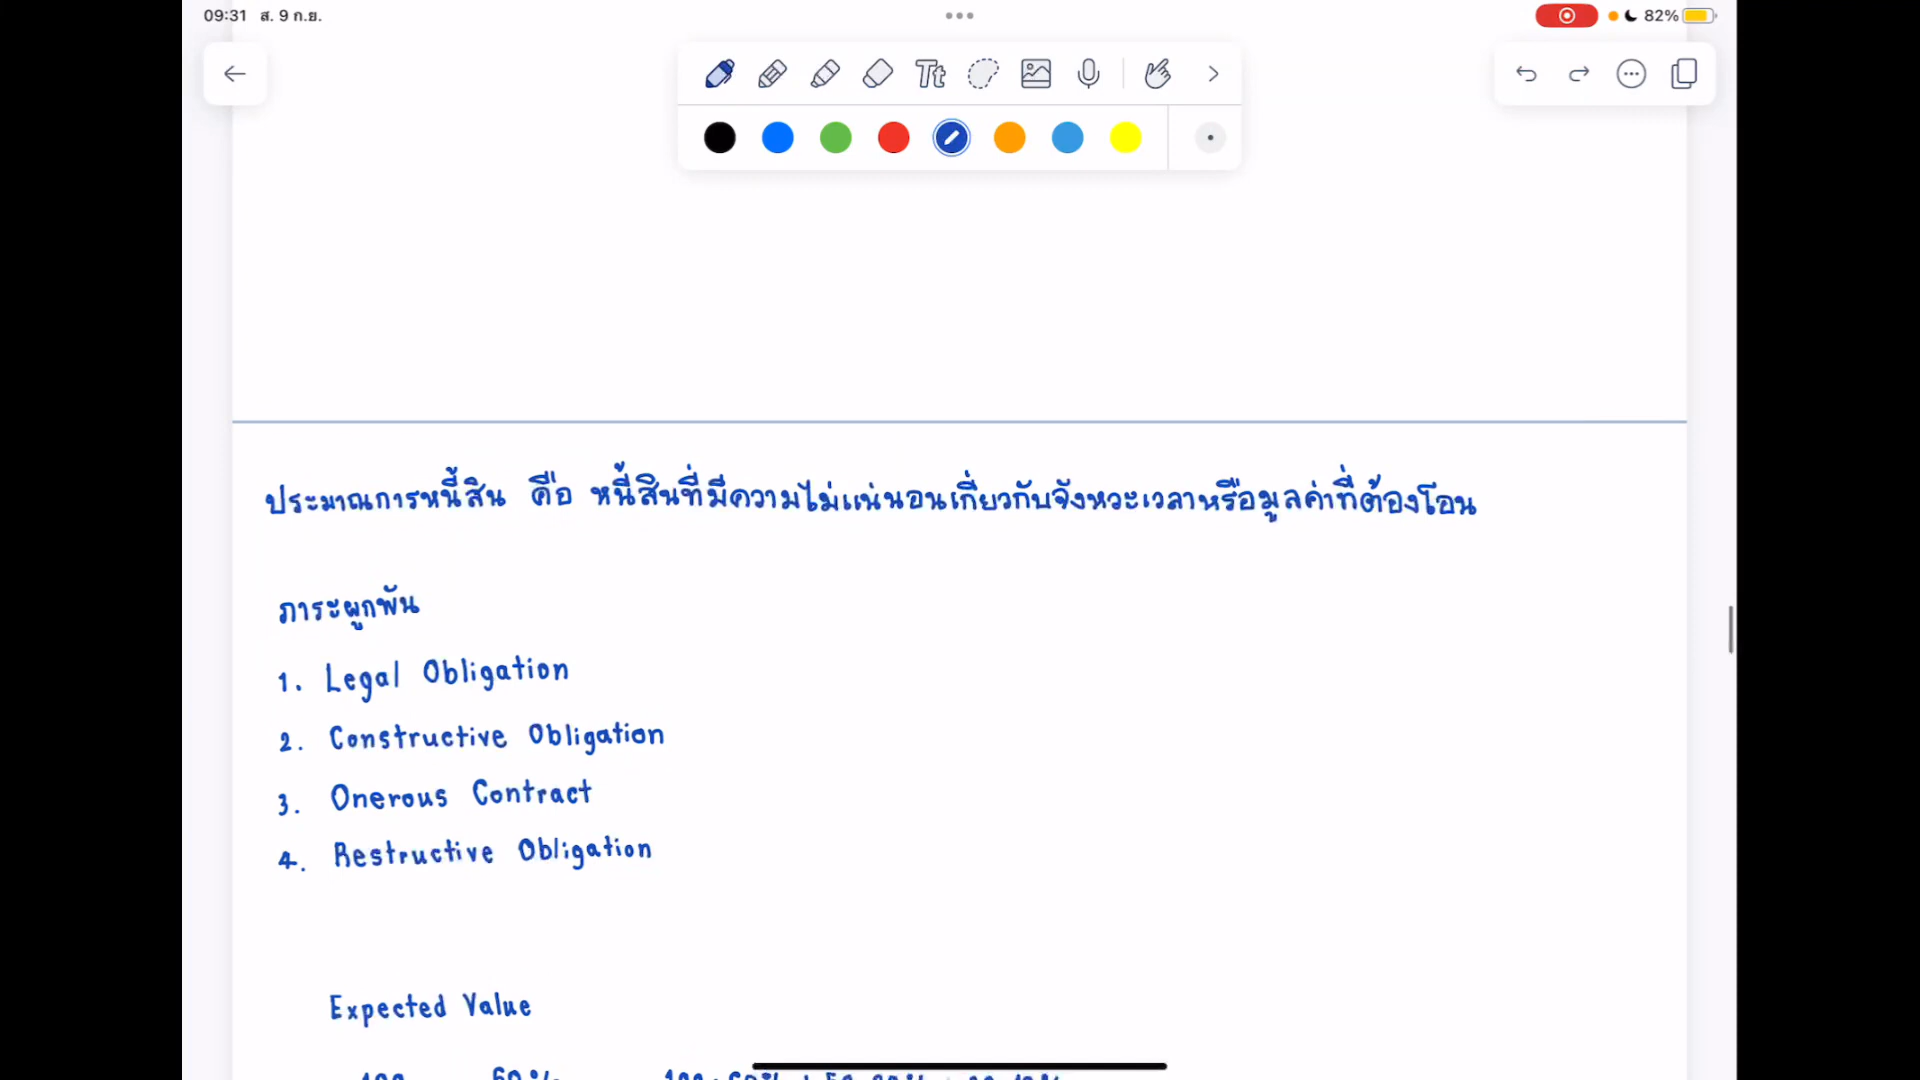 09:31 ส. 9 ก.ย.
82%
Tt
ประมาณการหนี้สิน คือ หนี้สินที่มีความไม่แน่นอนเกี่ยวกับจังหวะเวลาหรือมูลค่าที่ต้องโอน
ภาระผูกพัน
1. Legal Obligation
2. Constructive Obligation
3. Onerous Contract
4. Restructive Obligation
Expected Value